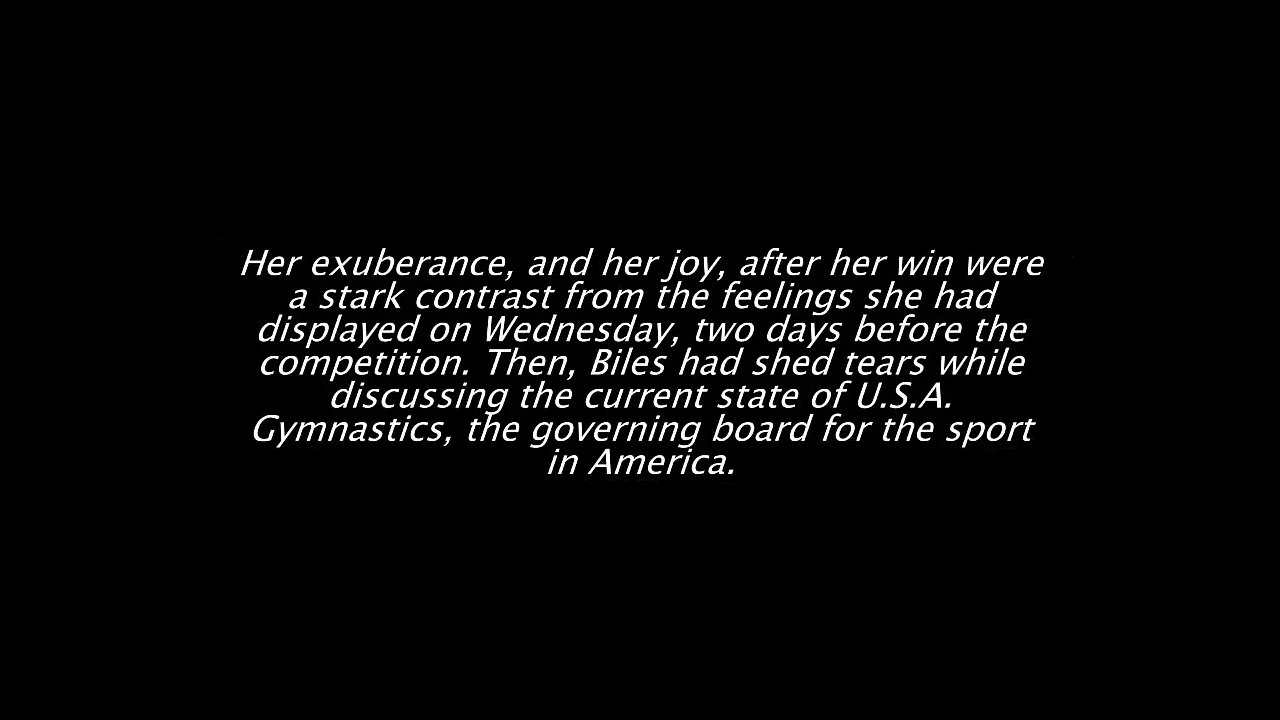 Her exuberance, and her joy, after her win were
a stark contrast from the feelings she had
displayed on Wednesday, two days before the
competition. Then, Biles had shed tears while
discussing the current state of U.S.A.
Gymnastics, the governing board for the sport
in America.